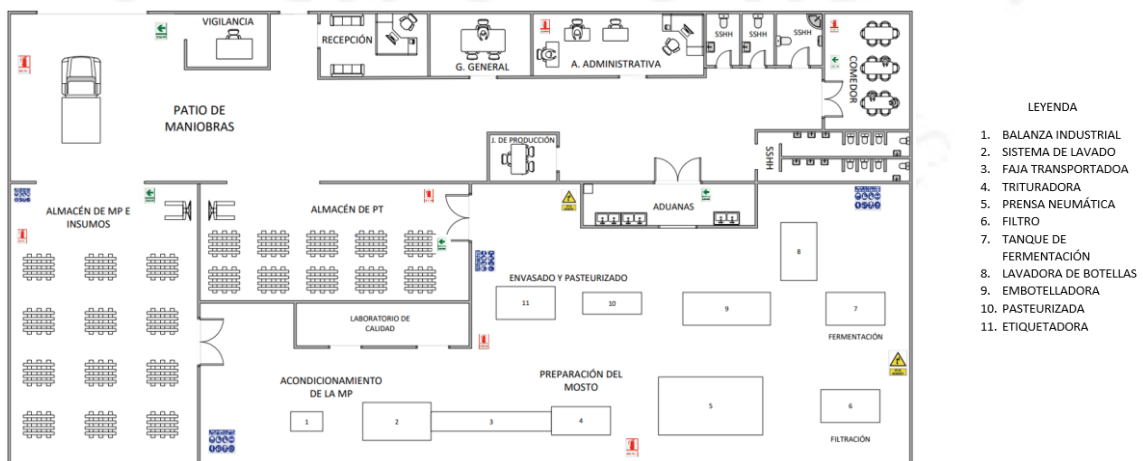 VIGILANCIA
RECEPCIÓN
G. GENERAL
A. ADMINISTRATIVA
SSHH
SSHH
SSHH
COMEDOR
PATIO DE
MANIOBRAS
J. DE PRODUCCIÓN
SSHH
ALMACÉN DE MP E
INSUMOS
ALMACÉN DE PT
ADUANAS
ENVASADO Y PASTEURIZADO
8
11
10
9
7
FERMENTACIÓN
LABORATORIO DE
CALIDAD
ACONDICIONAMIENTO
DE LA MP
PREPARACIÓN DEL
MOSTO
1
2
3
4
5
6
FILTRACIÓN
LEYENDA
1. BALANZA INDUSTRIAL
2. SISTEMA DE LAVADO
3. FAJA TRANSPORTADOA
4. TRITURADORA
5. PRENSA NEUMÁTICA
6. FILTRO
7. TANQUE DE
FERMENTACIÓN
8. LAVADORA DE BOTELLAS
9. EMBOTELLADORA
10. PASTEURIZADA
11. ETIQUETADORA